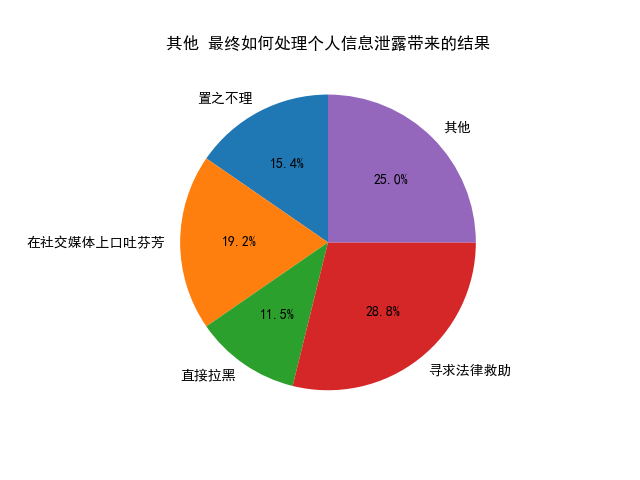 其他 最终如何处理个人信息泄露带来的结果
置之不理
其他
15.4%
25.0%
在社交媒体上口吐芬芳
19.2%
11.5%
28.8%
直接拉黑
寻求法律救助